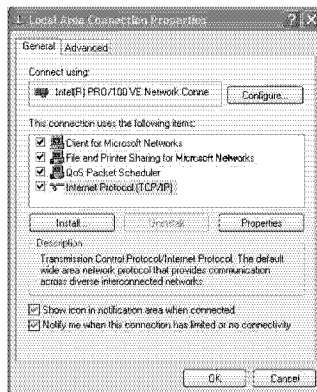 Local Area Connection Properties
General Advanced
Connect using:
Intel(R) PRO/100 VE Network Conne Configure...
This connection uses the following items:
Client for Microsoft Networks
File and Printer Sharing for Microsoft Networks
QoS Packet Scheduler
Internet Protocol (TCP/IP)
Install... Uninstall Properties
Description
Transmission Control Protocol/Internet Protocol. The default
wide area network protocol that provides communication
across diverse interconnected networks.
Show icon in notification area when connected
Notify me when this connection has limited or no connectivity
OK Cancel